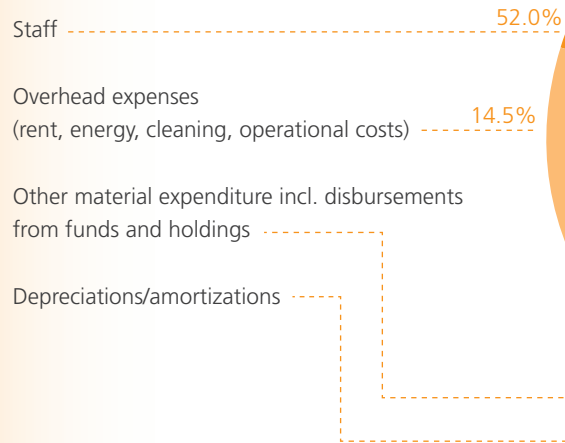 Staff 52.0%
Overhead expenses
(rent, energy, cleaning, operational costs) 14.5%
Other material expenditure incl. disbursements
from funds and holdings
Depreciations/amortizations